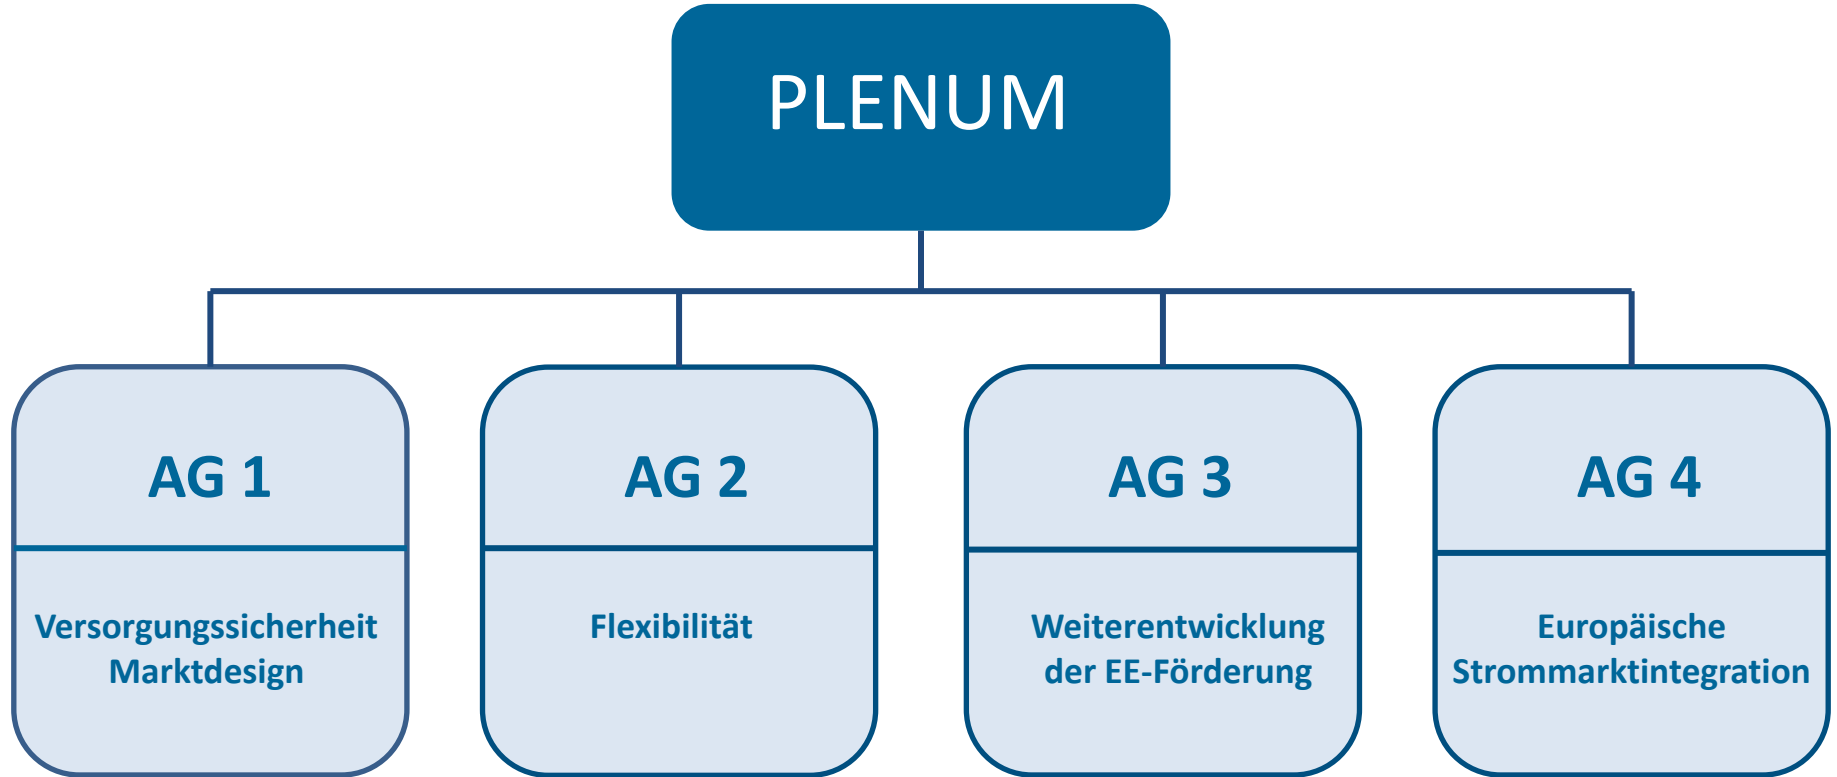 PLENUM
AG 1
Versorgungssicherheit
Marktdesign
AG 2
Flexibilität
AG 3
Weiterentwicklung
der EE-Förderung
AG 4
Europäische
Strommarktintegration